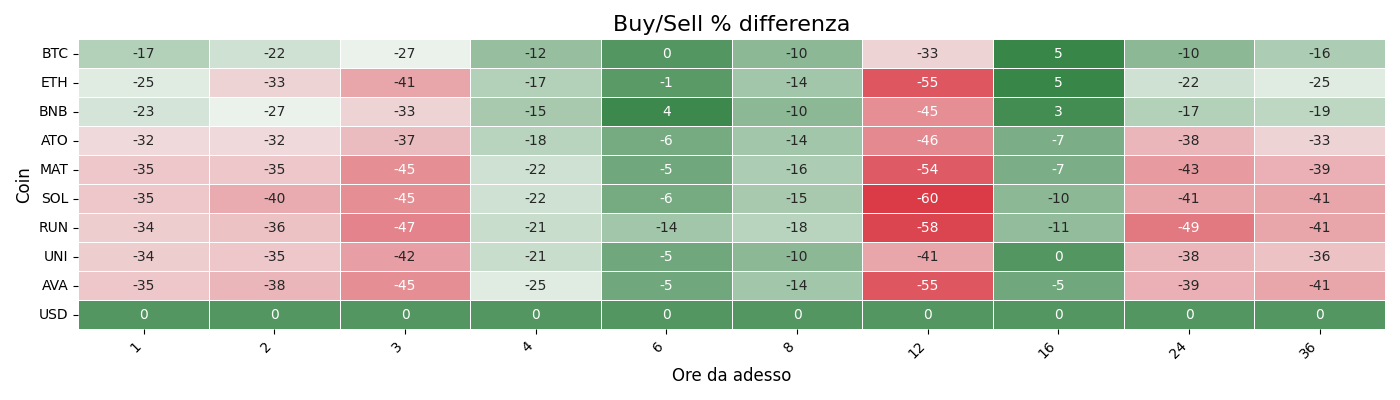 Buy/Sell % differenza
Coin
BTC -17 -22 -27 -12 0 -10 -33 5 -10 -16
ETH -25 -33 -41 -17 -1 -14 -55 5 -22 -25
BNB -23 -27 -33 -15 4 -10 -45 3 -17 -19
ATO -32 -32 -37 -18 -6 -14 -46 -7 -38 -33
MAT -35 -35 -45 -22 -5 -16 -54 -7 -43 -39
SOL -35 -40 -45 -22 -6 -15 -60 -10 -41 -41
RUN -34 -36 -47 -21 -14 -18 -58 -11 -49 -41
UNI -34 -35 -42 -21 -5 -10 -41 0 -38 -36
AVA -35 -38 -45 -25 -5 -14 -55 -5 -39 -41
USD 0 0 0 0 0 0 0 0 0 0
1 2 3 4 6 8 12 16 24 36
Ore da adesso